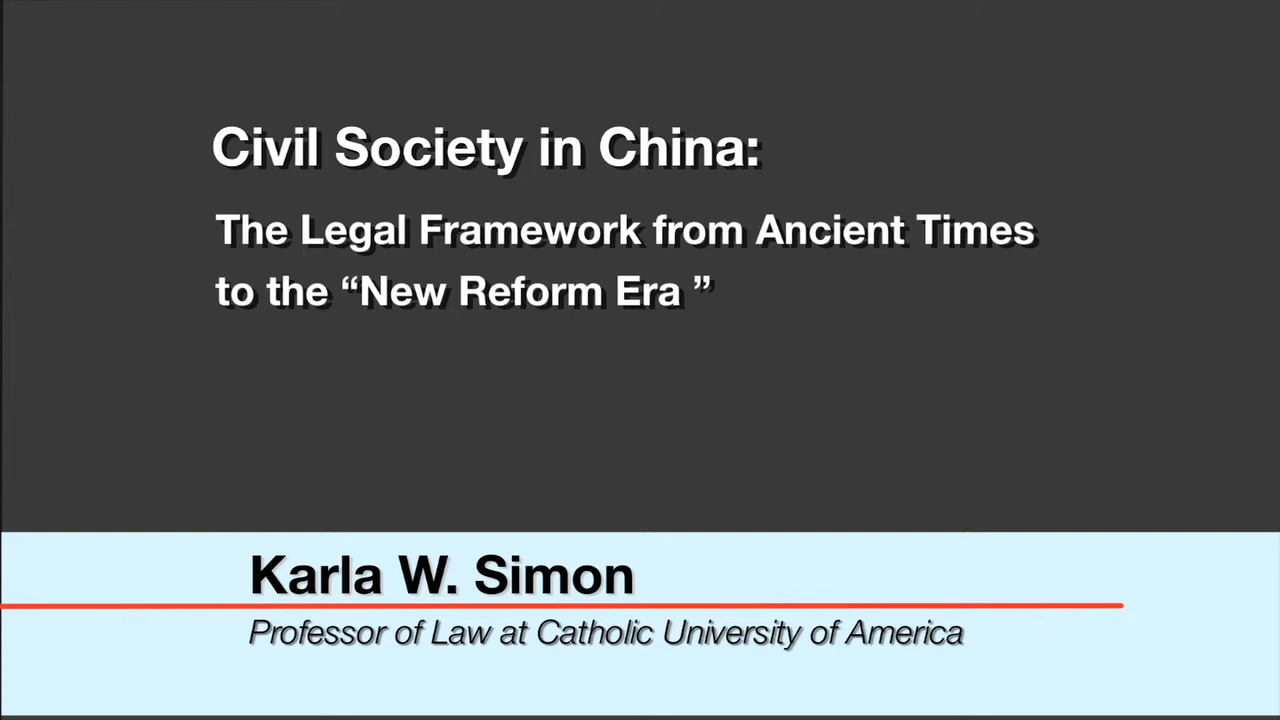 Civil Society in China:
The Legal Framework from Ancient Times
to the “New Reform Era ”
Karla W. Simon
Professor of Law at Catholic University of America